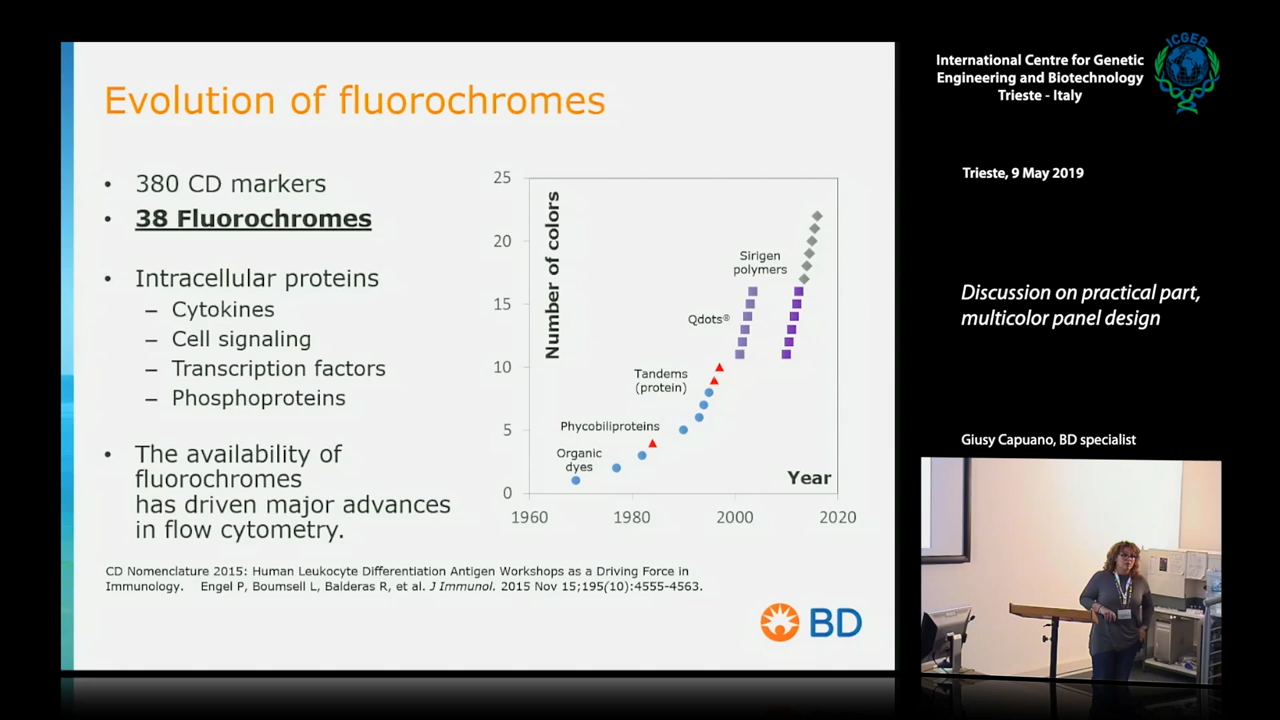 Evolution of fluorochromes
• 380 CD markers
• 38 Fluorochromes
• Intracellular proteins
– Cytokines
– Cell signaling
– Transcription factors
– Phosphoproteins
• The availability of
fluorochromes
has driven major advances
in flow cytometry.
25
20
15
10
5
0
Number of colors
Sirigen
polymers
Qdots®
Tandems
(protein)
Phycobiliproteins
Organic
dyes
Year
1960
1980
2000
2020
CD Nomenclature 2015: Human Leukocyte Differentiation Antigen Workshops as a Driving Force in
Immunology. Engel P, Boumsell L, Balderas R, et al. J Immunol. 2015 Nov 15;195(10):4555-4563.
BD
International Centre for Genetic
Engineering and Biotechnology
Trieste - Italy
ICGEB
Trieste, 9 May 2019
Discussion on practical part,
multicolor panel design
Giusy Capuano, BD specialist